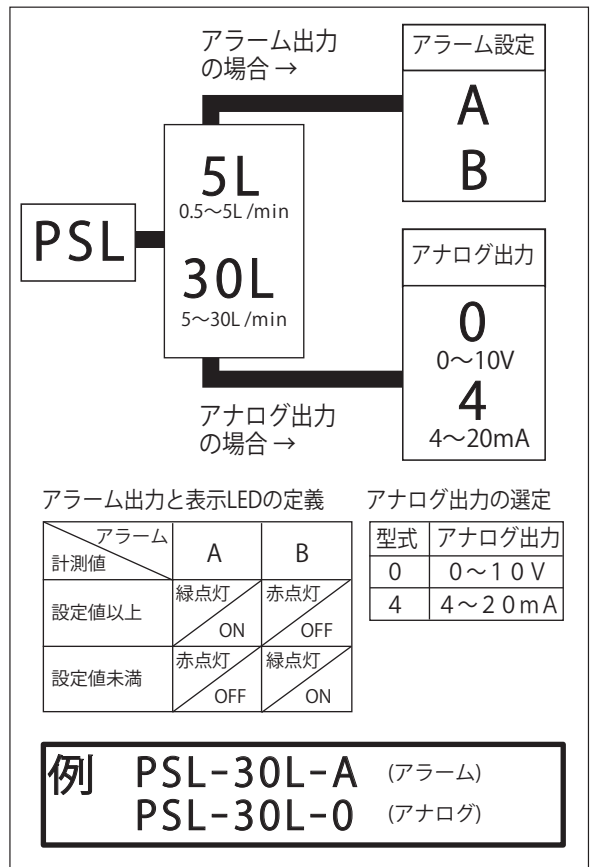 アラーム出力
の場合 →
アラーム設定
A
B
PSL
5L
0.5～5L/min
30L
5～30L/min
アナログ出力
0
0～10V
4
4～20mA
アナログ出力
の場合 →
アラーム出力と表示LEDの定義
アラーム
計測値
A
B
設定値以上
緑点灯
ON
赤点灯
OFF
設定値未満
赤点灯
OFF
緑点灯
ON
アナログ出力の選定
型式 アナログ出力
0 0～10V
4 4～20mA
例 PSL-30L-A (アラーム)
PSL-30L-0 (アナログ)